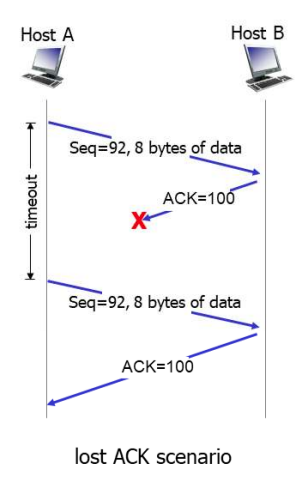 Host A
Host B
Seq=92, 8 bytes of data
ACK=100
X
timeout
Seq=92, 8 bytes of data
ACK=100
lost ACK scenario